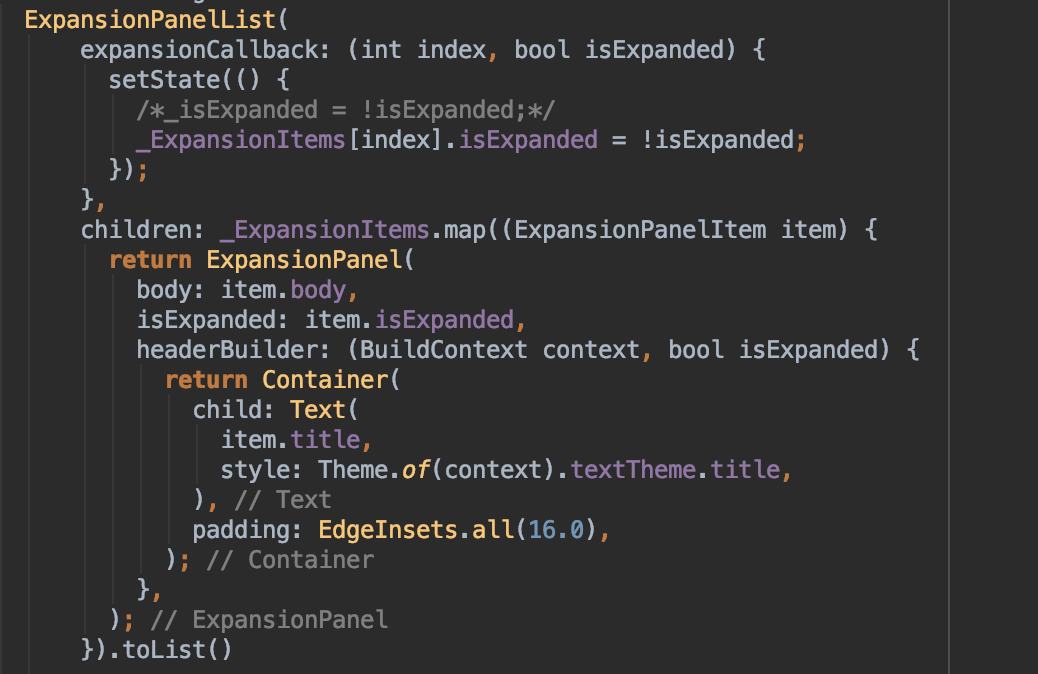 ExpansionPanelList(
    expansionCallback: (int index, bool isExpanded) {
      setState(() {
        /*_isExpanded = !isExpanded;*/
        _ExpansionItems[index].isExpanded = !isExpanded;
      });
    },
    children: _ExpansionItems.map((ExpansionPanelItem item) {
      return ExpansionPanel(
        body: item.body,
        isExpanded: item.isExpanded,
        headerBuilder: (BuildContext context, bool isExpanded) {
          return Container(
            child: Text(
              item.title,
              style: Theme.of(context).textTheme.title,
            ), // Text
            padding: EdgeInsets.all(16.0),
          ); // Container
        },
      ); // ExpansionPanel
    }).toList()